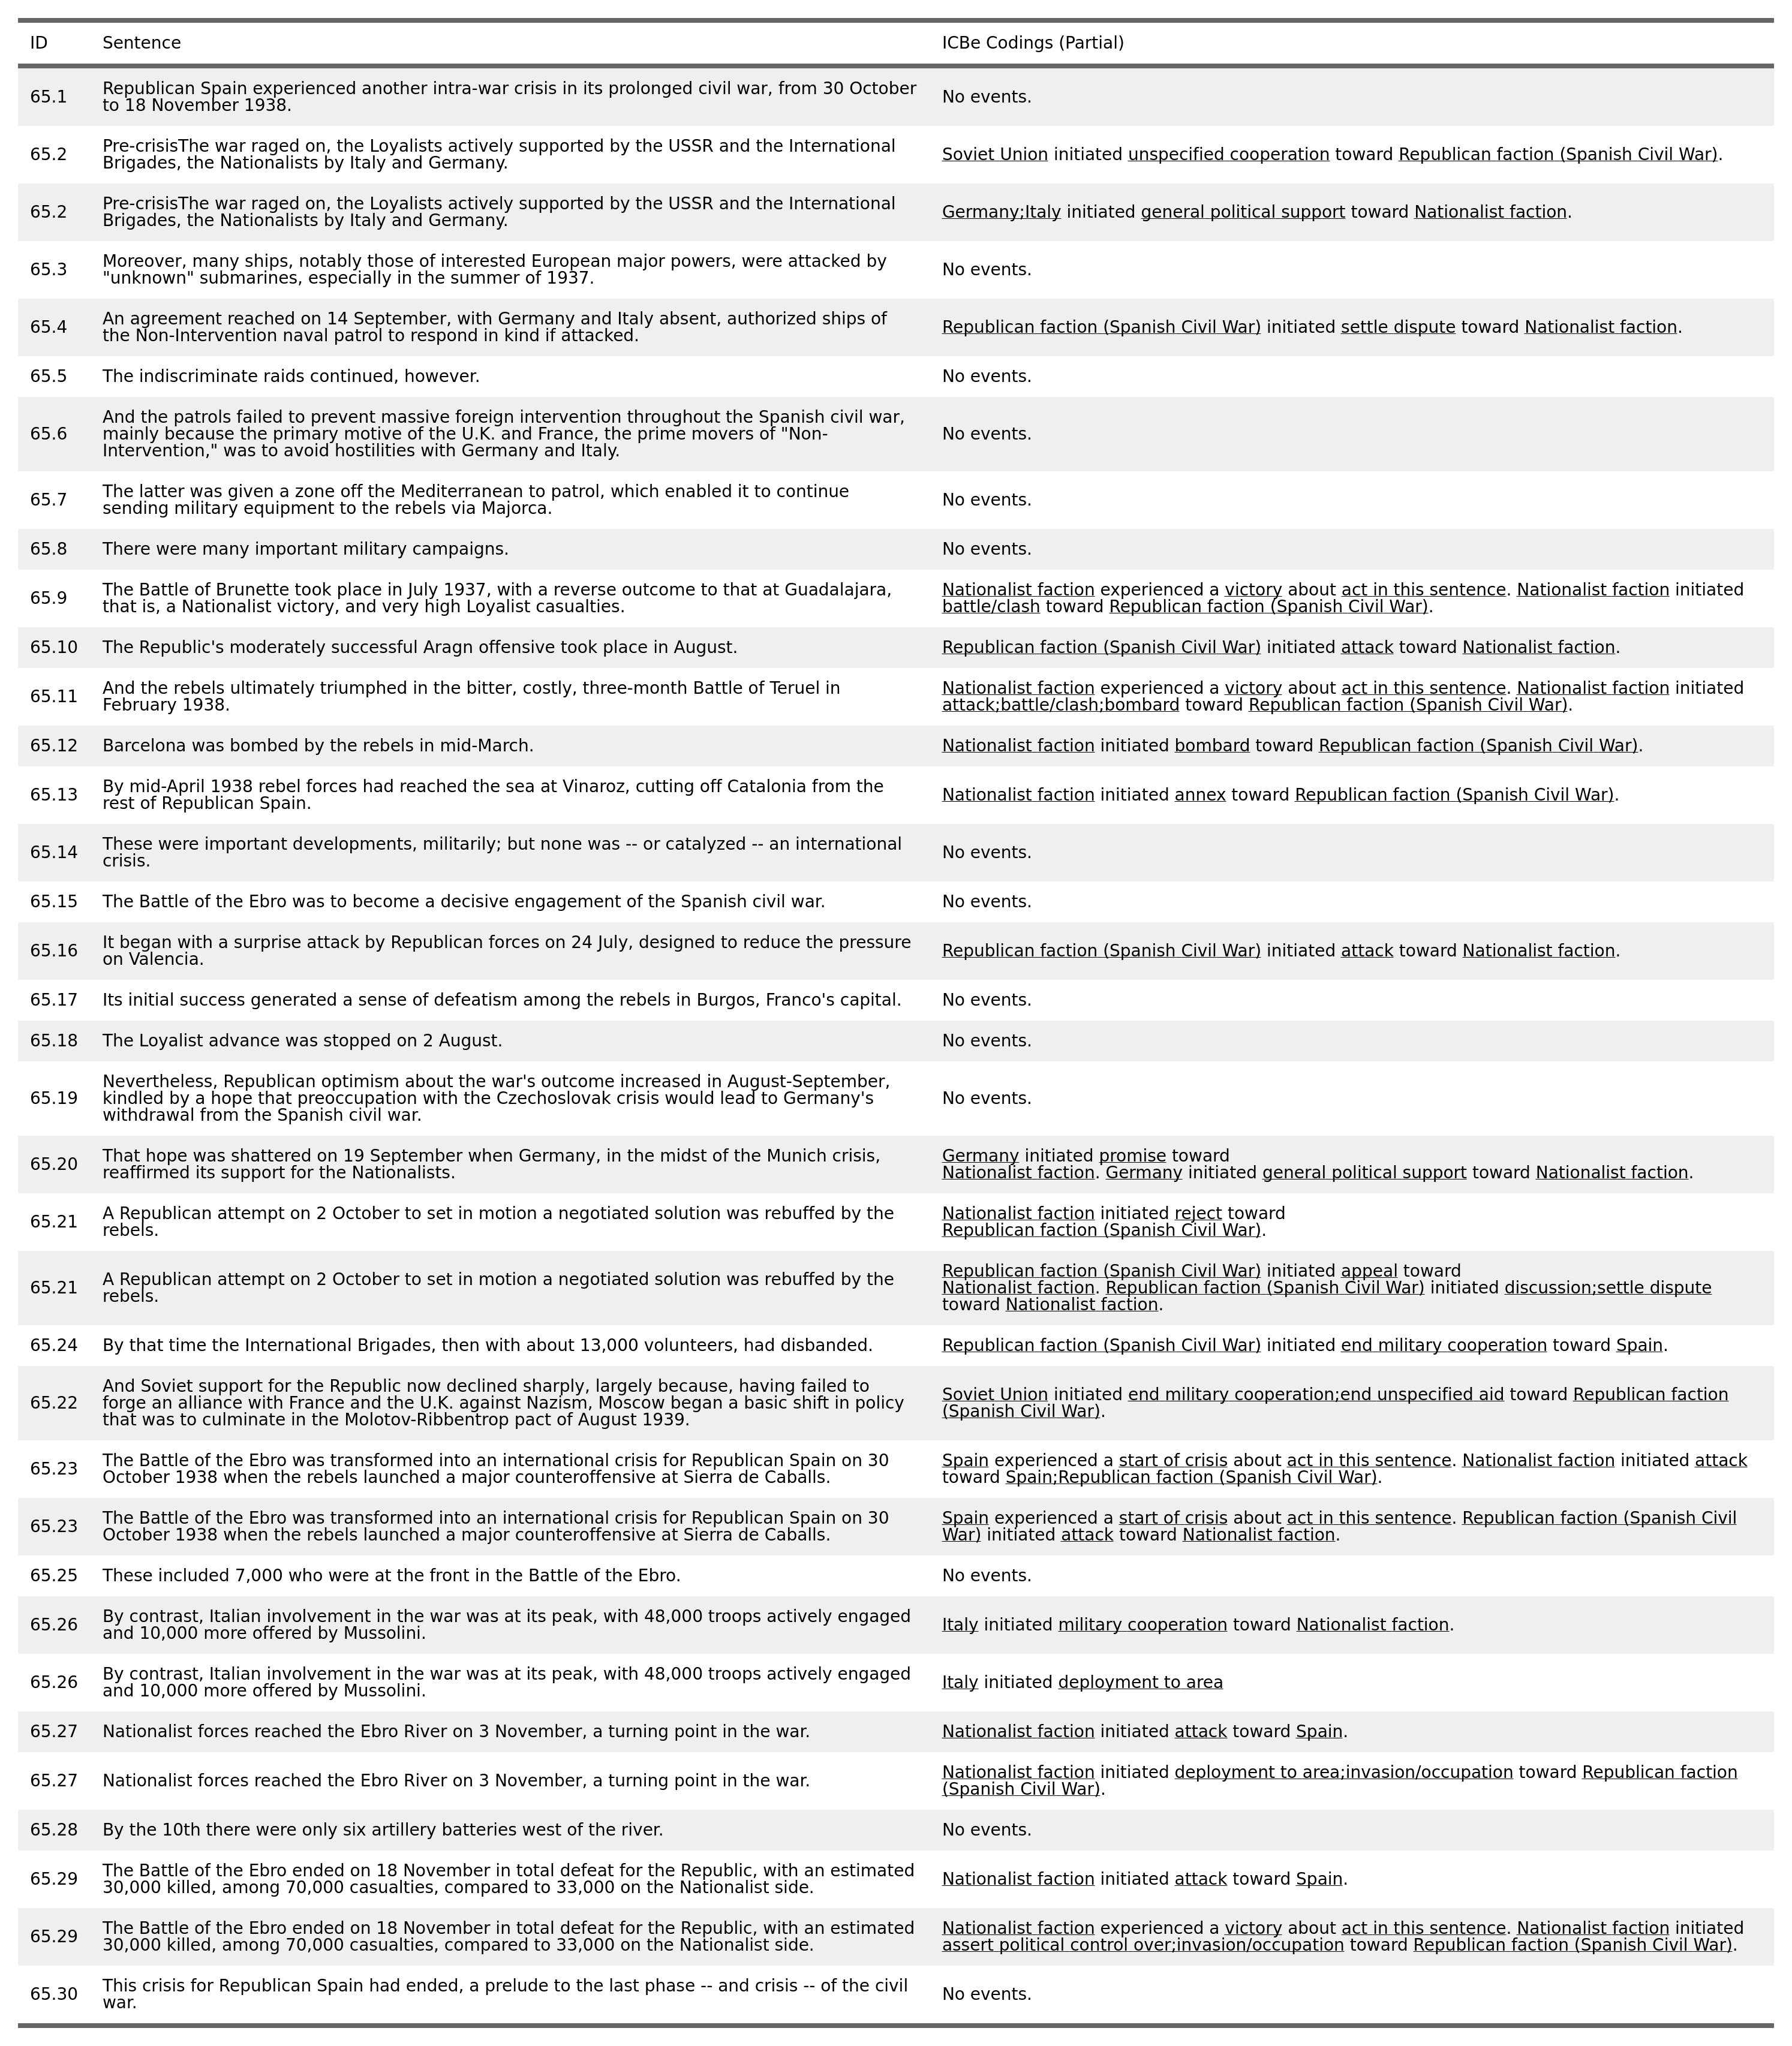 ID Sentence ICBe Codings (Partial)
65.1 Republican Spain experienced another intra-war crisis in its prolonged civil war, from 30 October No events.
to 18 November 1938.
65.2 Pre-crisisThe war raged on, the Loyalists actively supported by the USSR and the International Soviet Union initiated unspecified cooperation toward Republican faction (Spanish Civil War).
Brigades, the Nationalists by Italy and Germany.
65.2 Pre-crisisThe war raged on, the Loyalists actively supported by the USSR and the International Germany;Italy initiated general political support toward Nationalist faction.
Brigades, the Nationalists by Italy and Germany.
65.3 Moreover, many ships, notably those of interested European major powers, were attacked by No events.
"unknown" submarines, especially in the summer of 1937.
65.4 An agreement reached on 14 September, with Germany and Italy absent, authorized ships of Republican faction (Spanish Civil War) initiated settle dispute toward Nationalist faction.
the Non-Intervention naval patrol to respond in kind if attacked.
65.5 The indiscriminate raids continued, however. No events.
65.6 And the patrols failed to prevent massive foreign intervention throughout the Spanish civil war,
mainly because the primary motive of the U.K. and France, the prime movers of "Non- No events.
Intervention," was to avoid hostilities with Germany and Italy.
65.7 The latter was given a zone off the Mediterranean to patrol, which enabled it to continue No events.
sending military equipment to the rebels via Majorca.
65.8 There were many important military campaigns. No events.
65.9 The Battle of Brunette took place in July 1937, with a reverse outcome to that at Guadalajara, Nationalist faction experienced a victory about act in this sentence. Nationalist faction initiated
that is, a Nationalist victory, and very high Loyalist casualties. battle/clash toward Republican faction (Spanish Civil War).
65.10 The Republic's moderately successful Aragn offensive took place in August. Republican faction (Spanish Civil War) initiated attack toward Nationalist faction.
65.11 And the rebels ultimately triumphed in the bitter, costly, three-month Battle of Teruel in Nationalist faction experienced a victory about act in this sentence. Nationalist faction initiated
February 1938. attack;battle/clash;bombard toward Republican faction (Spanish Civil War).
65.12 Barcelona was bombed by the rebels in mid-March. Nationalist faction initiated bombard toward Republican faction (Spanish Civil War).
65.13 By mid-April 1938 rebel forces had reached the sea at Vinaroz, cutting off Catalonia from the Nationalist faction initiated annex toward Republican faction (Spanish Civil War).
rest of Republican Spain.
65.14 These were important developments, militarily; but none was -- or catalyzed -- an international No events.
crisis.
65.15 The Battle of the Ebro was to become a decisive engagement of the Spanish civil war. No events.
65.16 It began with a surprise attack by Republican forces on 24 July, designed to reduce the pressure Republican faction (Spanish Civil War) initiated attack toward Nationalist faction.
on Valencia.
65.17 Its initial success generated a sense of defeatism among the rebels in Burgos, Franco's capital. No events.
65.18 The Loyalist advance was stopped on 2 August. No events.
65.19 Nevertheless, Republican optimism about the war's outcome increased in August-September,
kindled by a hope that preoccupation with the Czechoslovak crisis would lead to Germany's No events.
withdrawal from the Spanish civil war.
65.20 That hope was shattered on 19 September when Germany, in the midst of the Munich crisis, Germany initiated promise toward
reaffirmed its support for the Nationalists. Nationalist faction. Germany initiated general political support toward Nationalist faction.
65.21 A Republican attempt on 2 October to set in motion a negotiated solution was rebuffed by the Nationalist faction initiated reject toward
rebels. Republican faction (Spanish Civil War).
65.21 A Republican attempt on 2 October to set in motion a negotiated solution was rebuffed by the Republican faction (Spanish Civil War) initiated appeal toward
rebels. Nationalist faction. Republican faction (Spanish Civil War) initiated discussion;settle dispute
toward Nationalist faction.
65.24 By that time the International Brigades, then with about 13,000 volunteers, had disbanded. Republican faction (Spanish Civil War) initiated end military cooperation toward Spain.
65.22 And Soviet support for the Republic now declined sharply, largely because, having failed to Soviet Union initiated end military cooperation;end unspecified aid toward Republican faction
forge an alliance with France and the U.K. against Nazism, Moscow began a basic shift in policy (Spanish Civil War).
that was to culminate in the Molotov-Ribbentrop pact of August 1939.
65.23 The Battle of the Ebro was transformed into an international crisis for Republican Spain on 30 Spain experienced a start of crisis about act in this sentence. Nationalist faction initiated attack
October 1938 when the rebels launched a major counteroffensive at Sierra de Caballs. toward Spain;Republican faction (Spanish Civil War).
65.23 The Battle of the Ebro was transformed into an international crisis for Republican Spain on 30 Spain experienced a start of crisis about act in this sentence. Republican faction (Spanish Civil
October 1938 when the rebels launched a major counteroffensive at Sierra de Caballs. War) initiated attack toward Nationalist faction.
65.25 These included 7,000 who were at the front in the Battle of the Ebro. No events.
65.26 By contrast, Italian involvement in the war was at its peak, with 48,000 troops actively engaged Italy initiated military cooperation toward Nationalist faction.
and 10,000 more offered by Mussolini.
65.26 By contrast, Italian involvement in the war was at its peak, with 48,000 troops actively engaged Italy initiated deployment to area
and 10,000 more offered by Mussolini.
65.27 Nationalist forces reached the Ebro River on 3 November, a turning point in the war. Nationalist faction initiated attack toward Spain.
65.27 Nationalist forces reached the Ebro River on 3 November, a turning point in the war. Nationalist faction initiated deployment to area;invasion/occupation toward Republican faction
(Spanish Civil War).
65.28 By the 10th there were only six artillery batteries west of the river. No events.
65.29 The Battle of the Ebro ended on 18 November in total defeat for the Republic, with an estimated Nationalist faction initiated attack toward Spain.
30,000 killed, among 70,000 casualties, compared to 33,000 on the Nationalist side.
65.29 The Battle of the Ebro ended on 18 November in total defeat for the Republic, with an estimated Nationalist faction experienced a victory about act in this sentence. Nationalist faction initiated
30,000 killed, among 70,000 casualties, compared to 33,000 on the Nationalist side. assert political control over;invasion/occupation toward Republican faction (Spanish Civil War).
65.30 This crisis for Republican Spain had ended, a prelude to the last phase -- and crisis -- of the civil No events.
war.